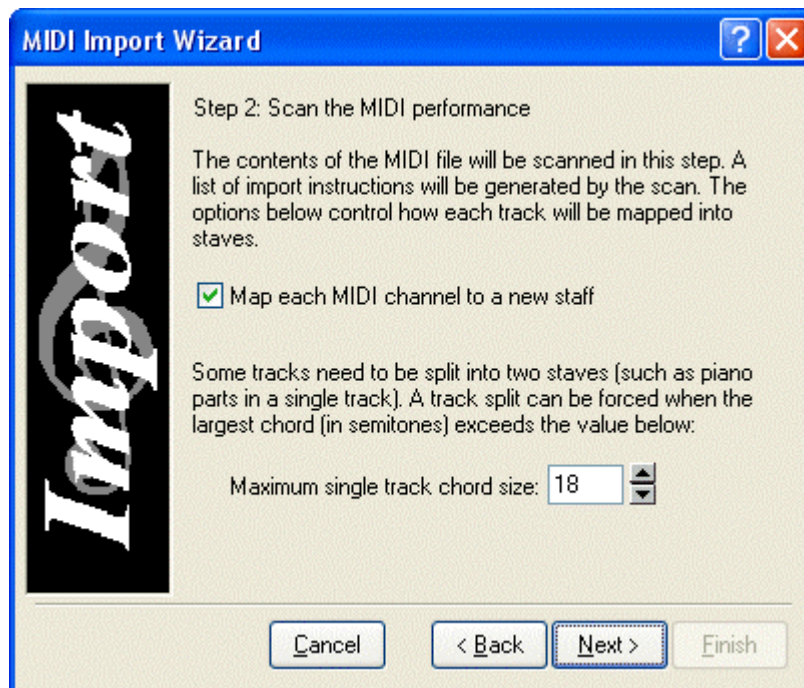 MIDI Import Wizard
Import
Step 2: Scan the MIDI performance
The contents of the MIDI file will be scanned in this step. A
list of import instructions will be generated by the scan. The
options below control how each track will be mapped into
staves.
Map each MIDI channel to a new staff
Some tracks need to be split into two staves (such as piano
parts in a single track). A track split can be forced when the
largest chord (in semitones) exceeds the value below:
Maximum single track chord size: 18
Cancel
< Back
Next >
Finish